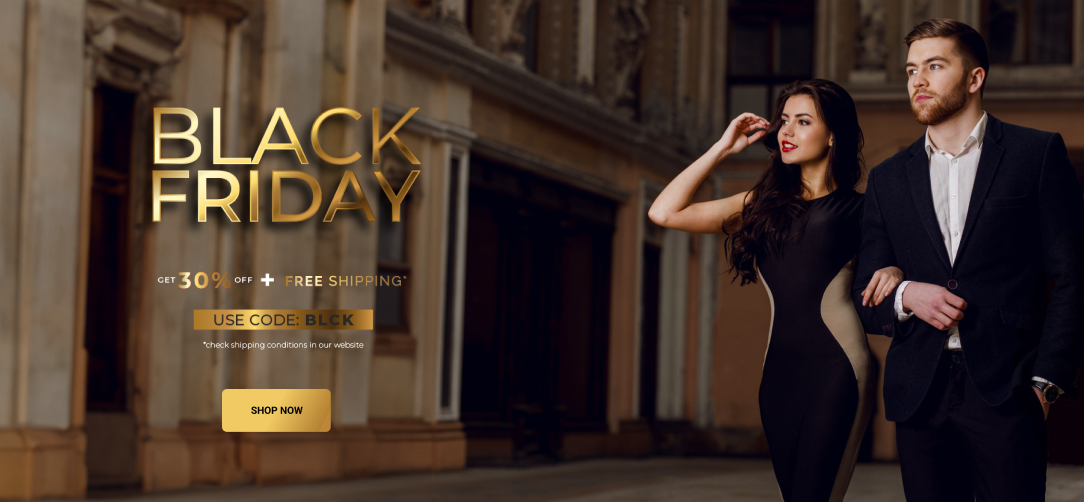 BLACK
FRIDAY
GET 30% OFF + FREE SHIPPING*
USE CODE: BLCK
*check shipping conditions in our website
SHOP NOW